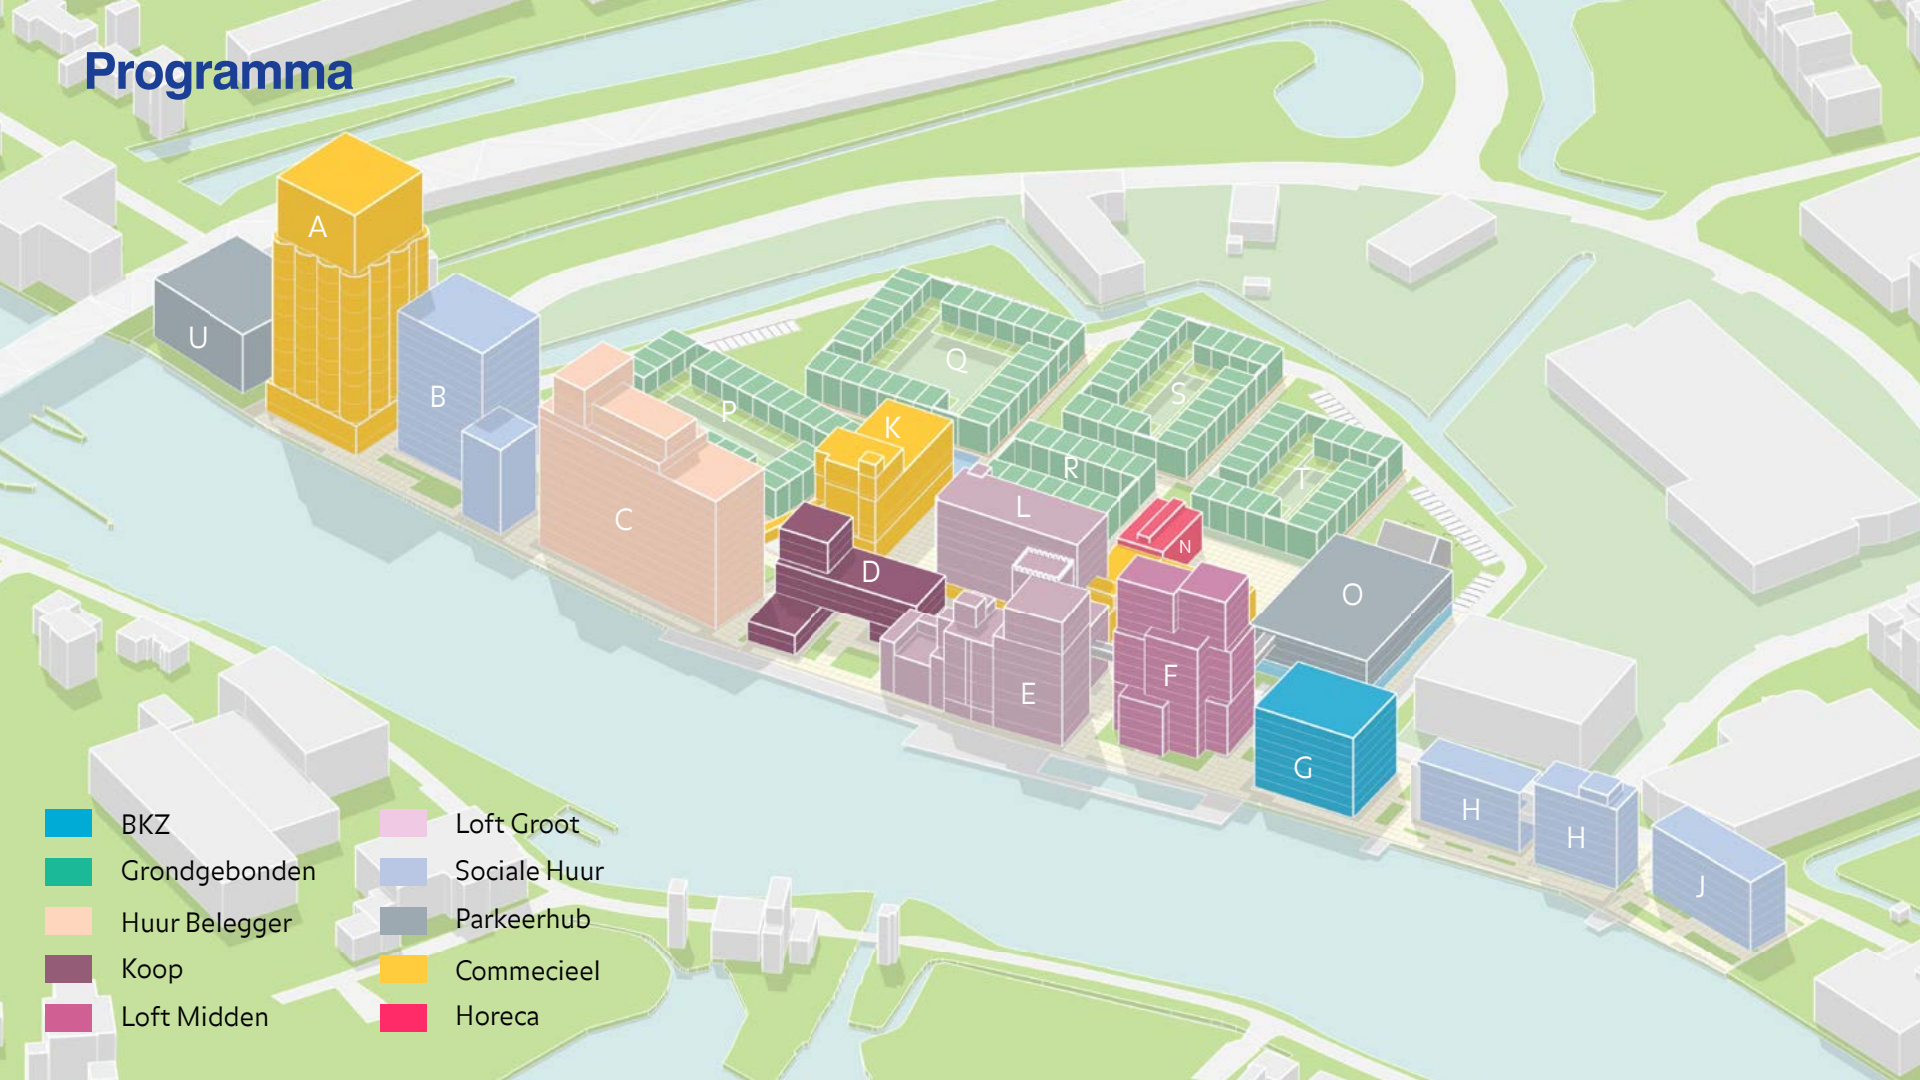 Programma
A
U
B
Q
P
S
K
R
T
L
C
N
D
O
F
E
G
H
H
J
BKZ
Grondgebonden
Huur Belegger
Koop
Loft Midden
Loft Groot
Sociale Huur
Parkeerhub
Commecieel
Horeca